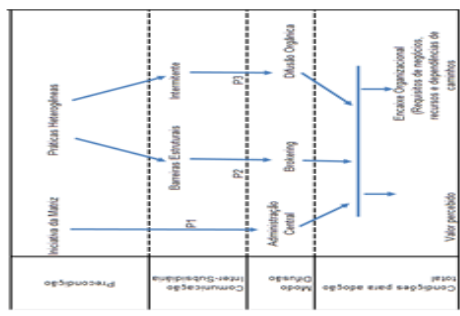 Precondição
Iniciativa da Matriz
Práticas Heterogêneas
Comunicação
Inter-Subsidiária
P1
Barreiras Estruturais
Intermitente
P2
P3
Modo
Difusão
Administração
Central
Brokering
Difusão Orgânica
Condições para adoção
total
Valor percebido
Encaixe Organizacional
(Requisitos de negócios,
recursos e dependências de
caminhos